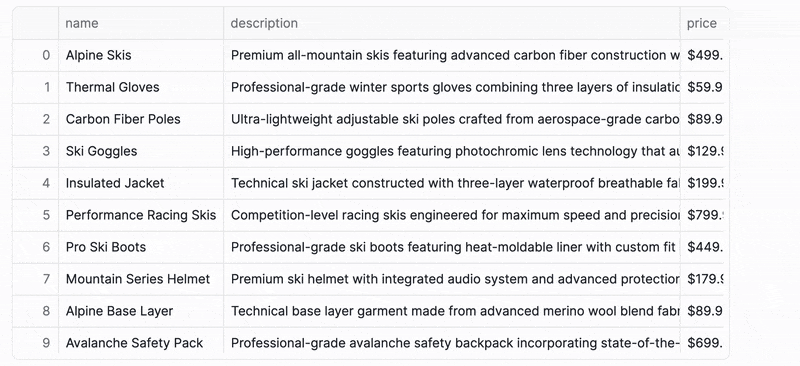 name description price
0 Alpine Skis Premium all-mountain skis featuring advanced carbon fiber construction w $499.
1 Thermal Gloves Professional-grade winter sports gloves combining three layers of insulatio $59.9
2 Carbon Fiber Poles Ultra-lightweight adjustable ski poles crafted from aerospace-grade carbo $89.9
3 Ski Goggles High-performance goggles featuring photochromic lens technology that au $129.9
4 Insulated Jacket Technical ski jacket constructed with three-layer waterproof breathable fa $199.9
5 Performance Racing Skis Competition-level racing skis engineered for maximum speed and precision $799.
6 Pro Ski Boots Professional-grade ski boots featuring heat-moldable liner with custom fit $449.
7 Mountain Series Helmet Premium ski helmet with integrated audio system and advanced protection $179.9
8 Alpine Base Layer Technical base layer garment made from advanced merino wool blend fabr $89.9
9 Avalanche Safety Pack Professional-grade avalanche safety backpack incorporating state-of-the- $699.